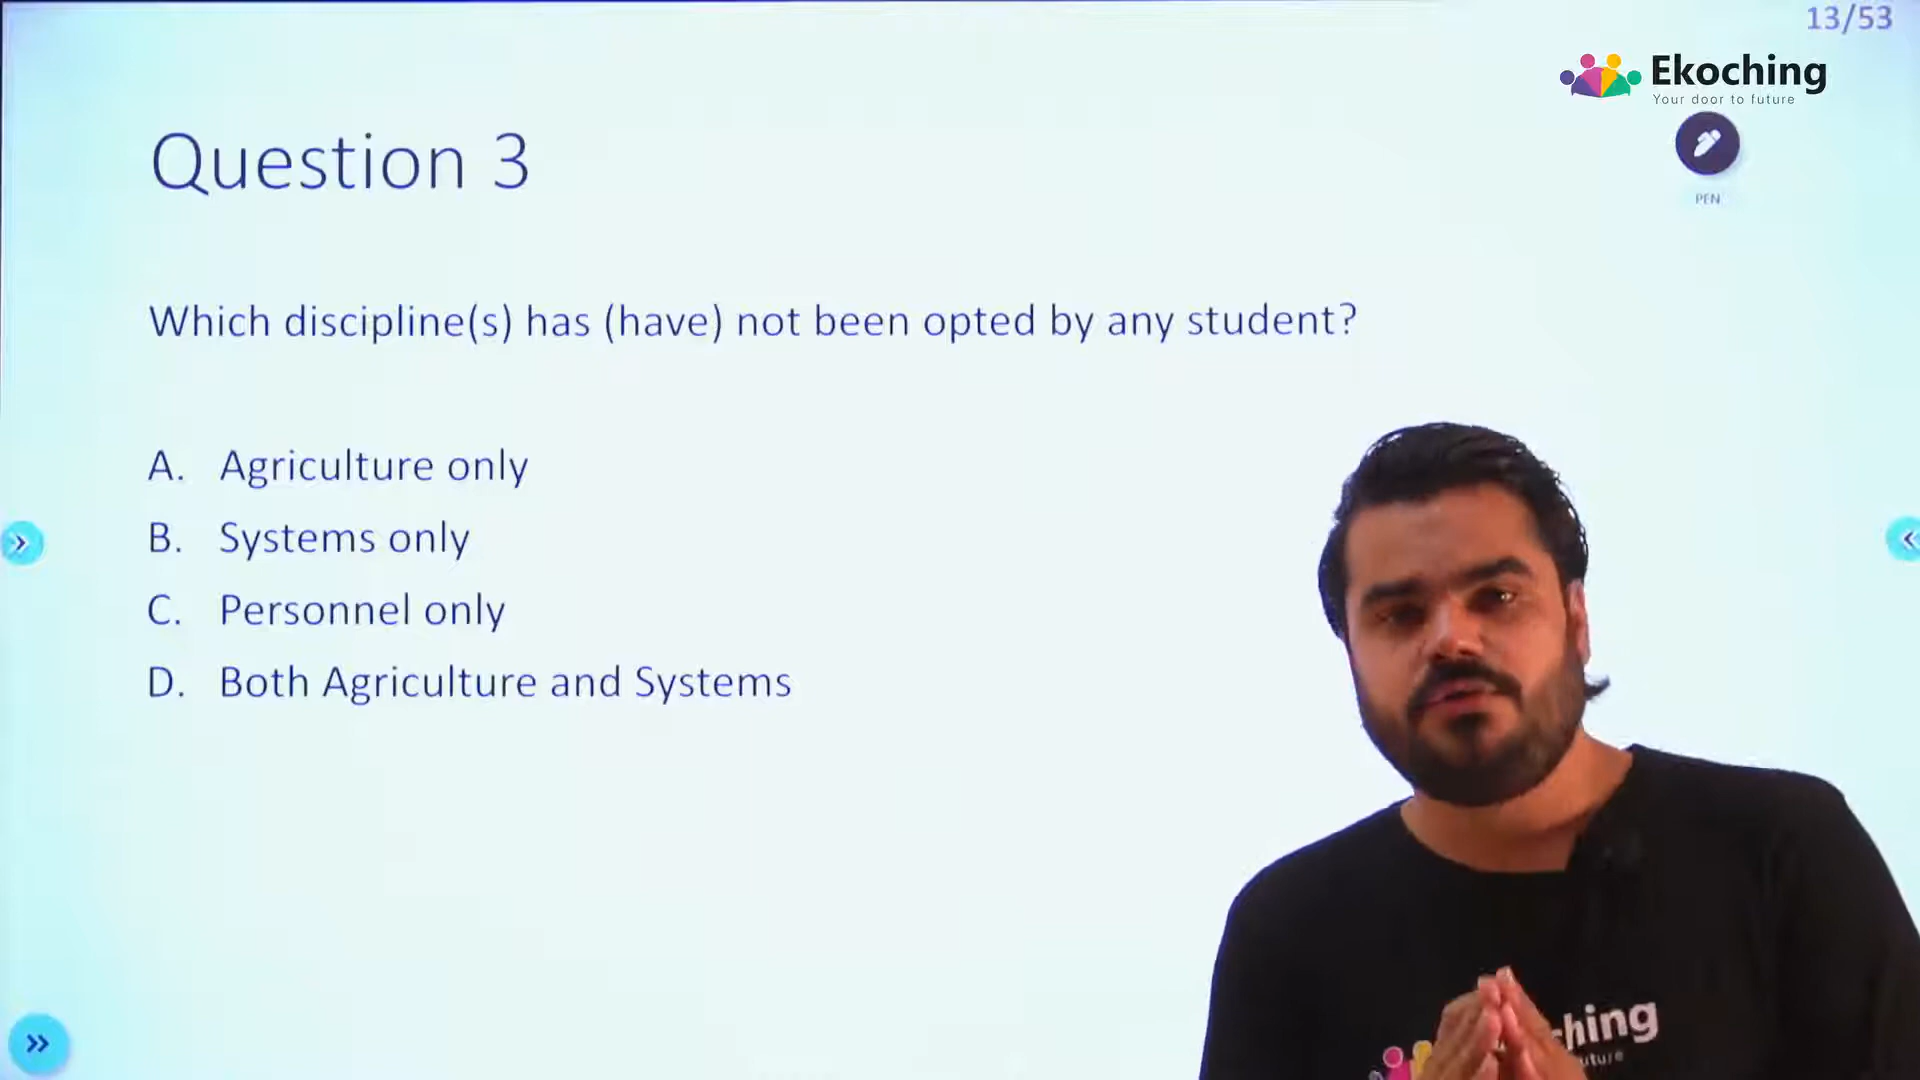 13/53
Ekoching
Your door to future
PEN
Question 3
Which discipline(s) has (have) not been opted by any student?
A. Agriculture only
B. Systems only
C. Personnel only
D. Both Agriculture and Systems